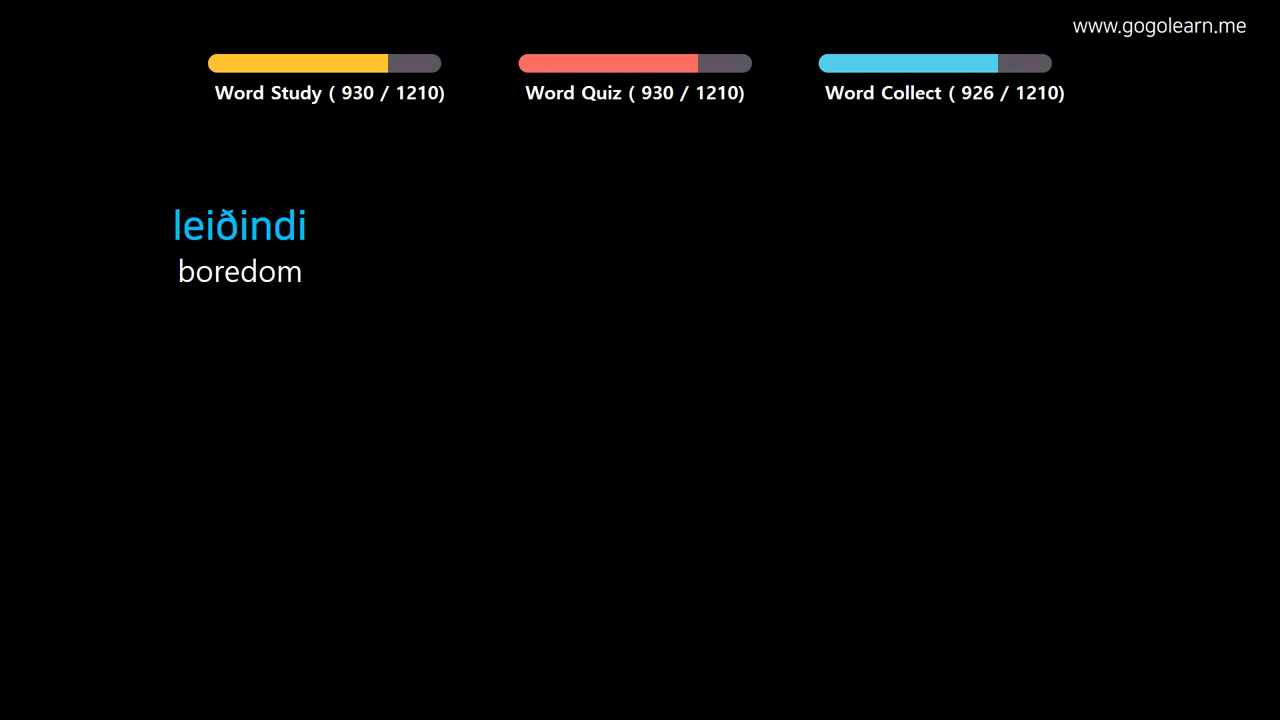 www.gogolearn.me
Word Study ( 930 / 1210)
Word Quiz ( 930 / 1210)
Word Collect ( 926 / 1210)
leiðindi
boredom